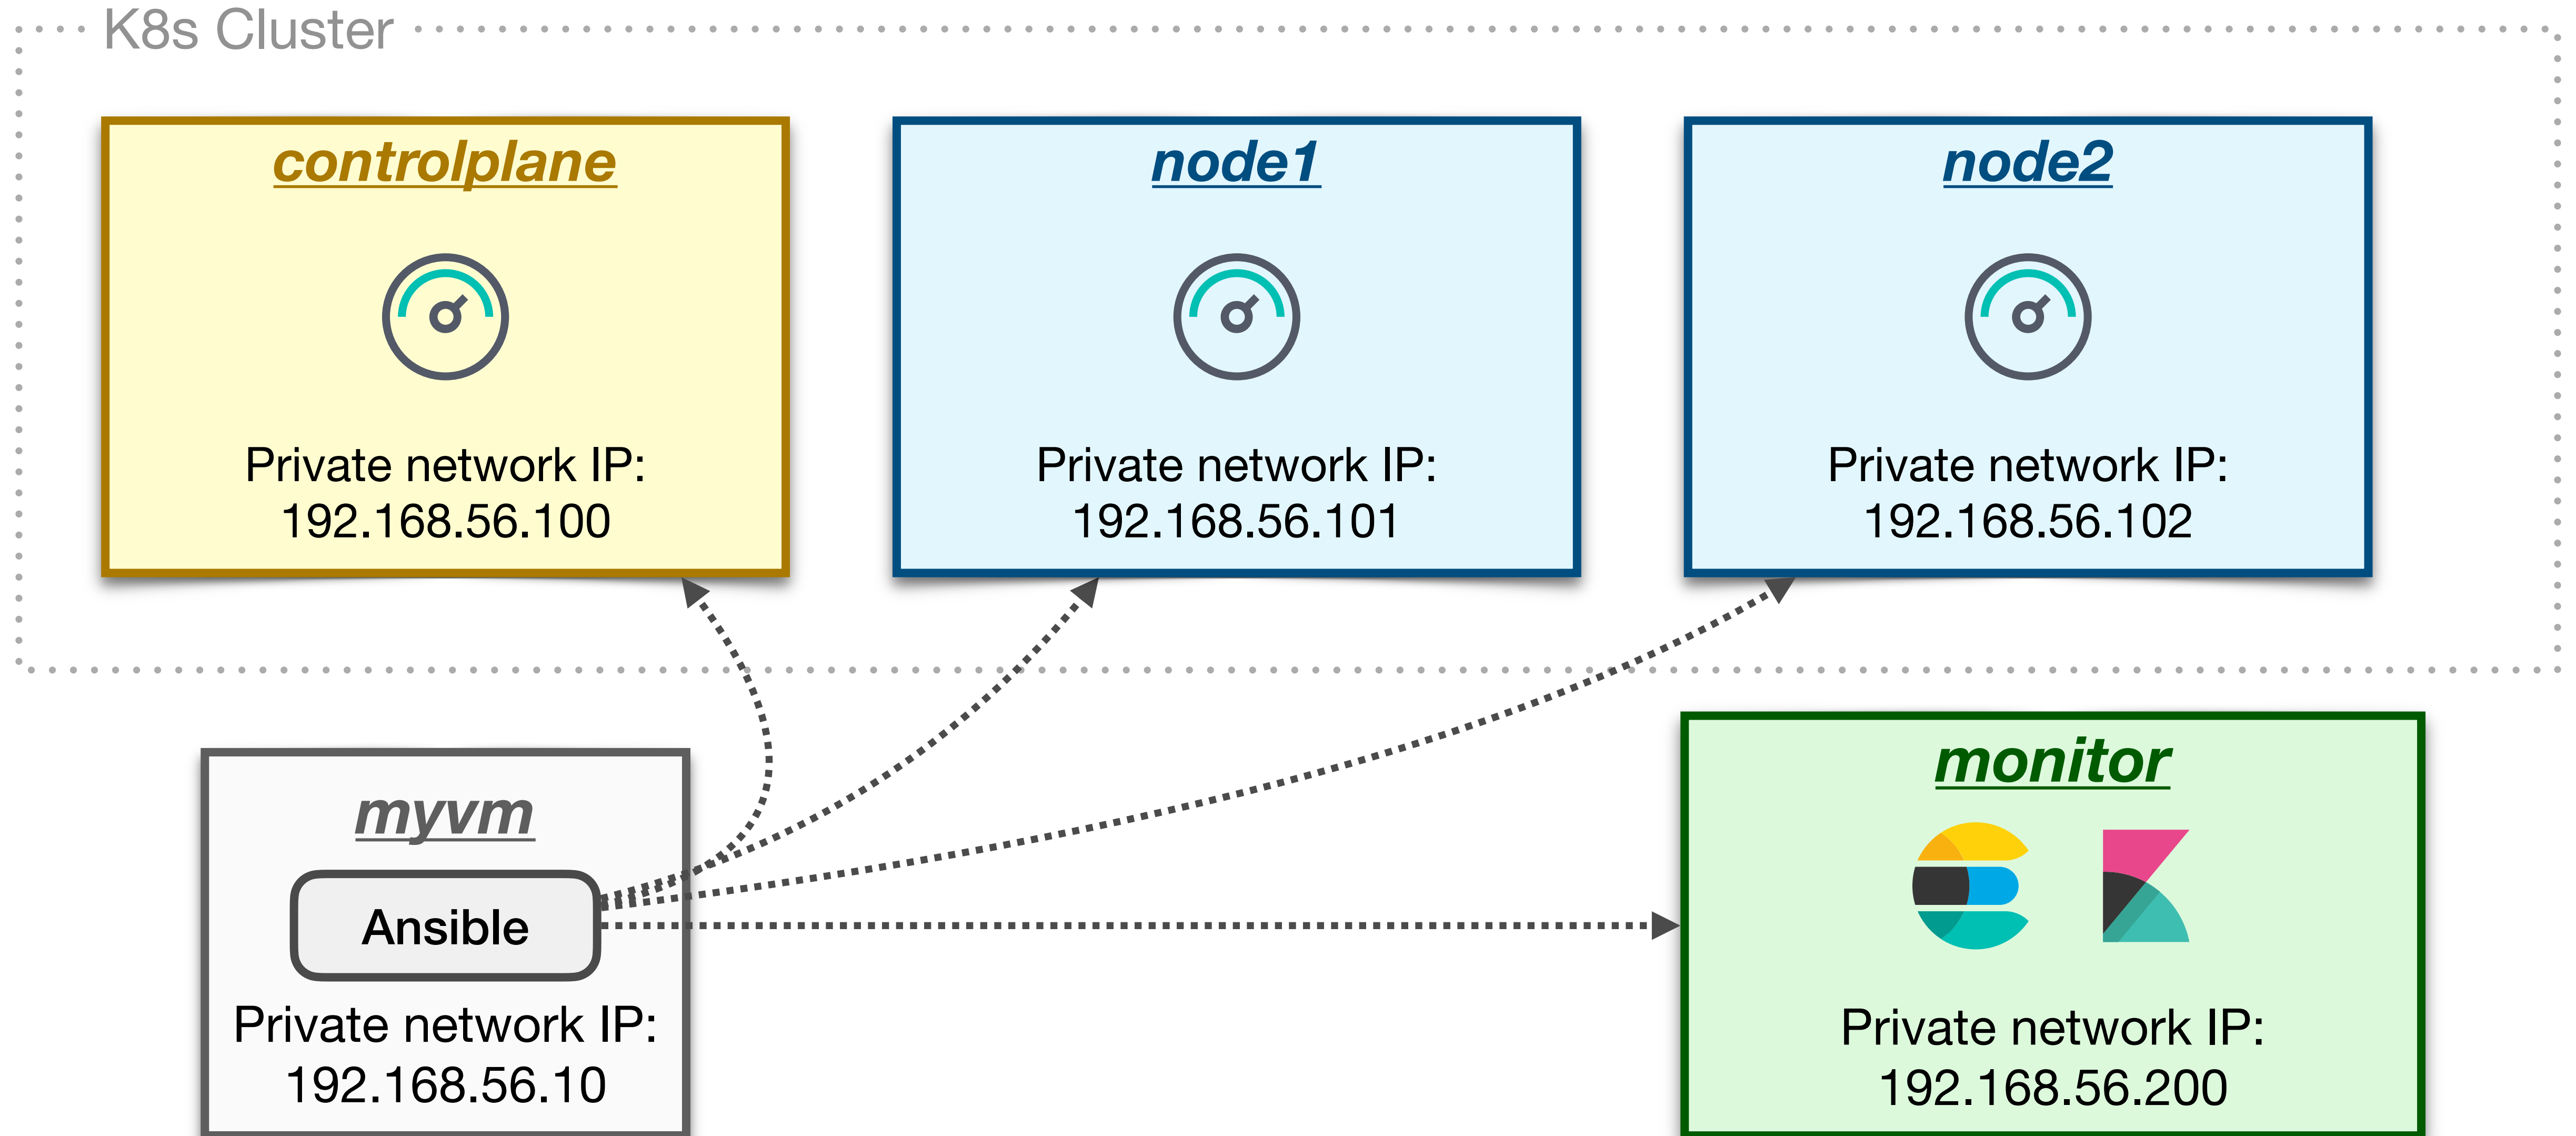 K8s Cluster
controlplane
Private network IP:
192.168.56.100
node1
Private network IP:
192.168.56.101
node2
Private network IP:
192.168.56.102
myvm
Ansible
Private network IP:
192.168.56.10
monitor
Private network IP:
192.168.56.200